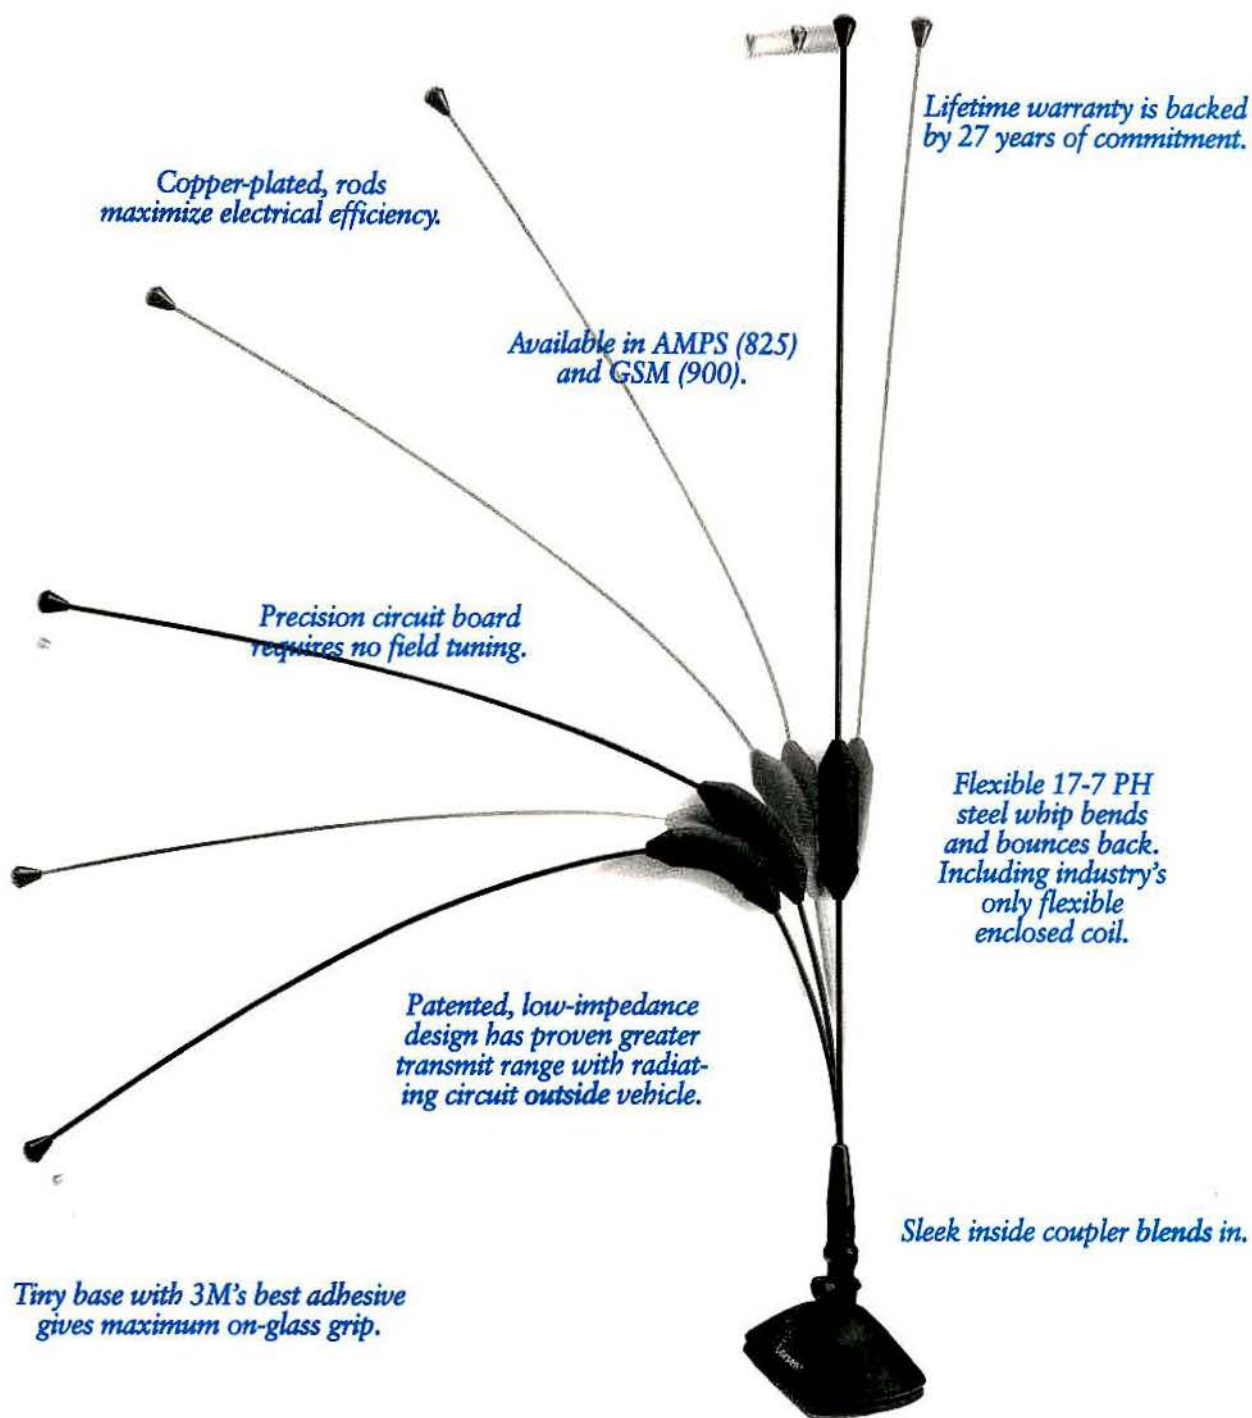 Lifetime warranty is backed
by 27 years of commitment.
Copper-plated, rods
maximize electrical efficiency.
Available in AMPS (825)
and GSM (900).
Precision circuit board
requires no field tuning.
Flexible 17-7 PH
steel whip bends
and bounces back.
Including industry's
only flexible
enclosed coil.
Patented, low-impedance
design has proven greater
transmit range with radiat-
ing circuit outside vehicle.
Sleek inside coupler blends in.
Tiny base with 3M's best adhesive
gives maximum on-glass grip.
Larsen